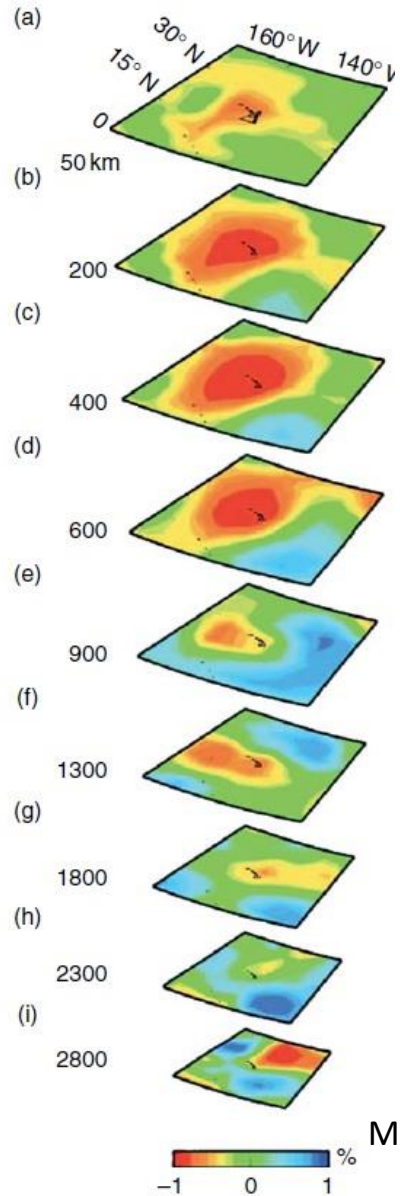 (a)
30° N
160° W
140° W
15° N
0
50 km
(b)
200
(c)
400
(d)
600
(e)
900
(f)
1300
(g)
1800
(h)
2300
(i)
2800
M
%
−1 0 1